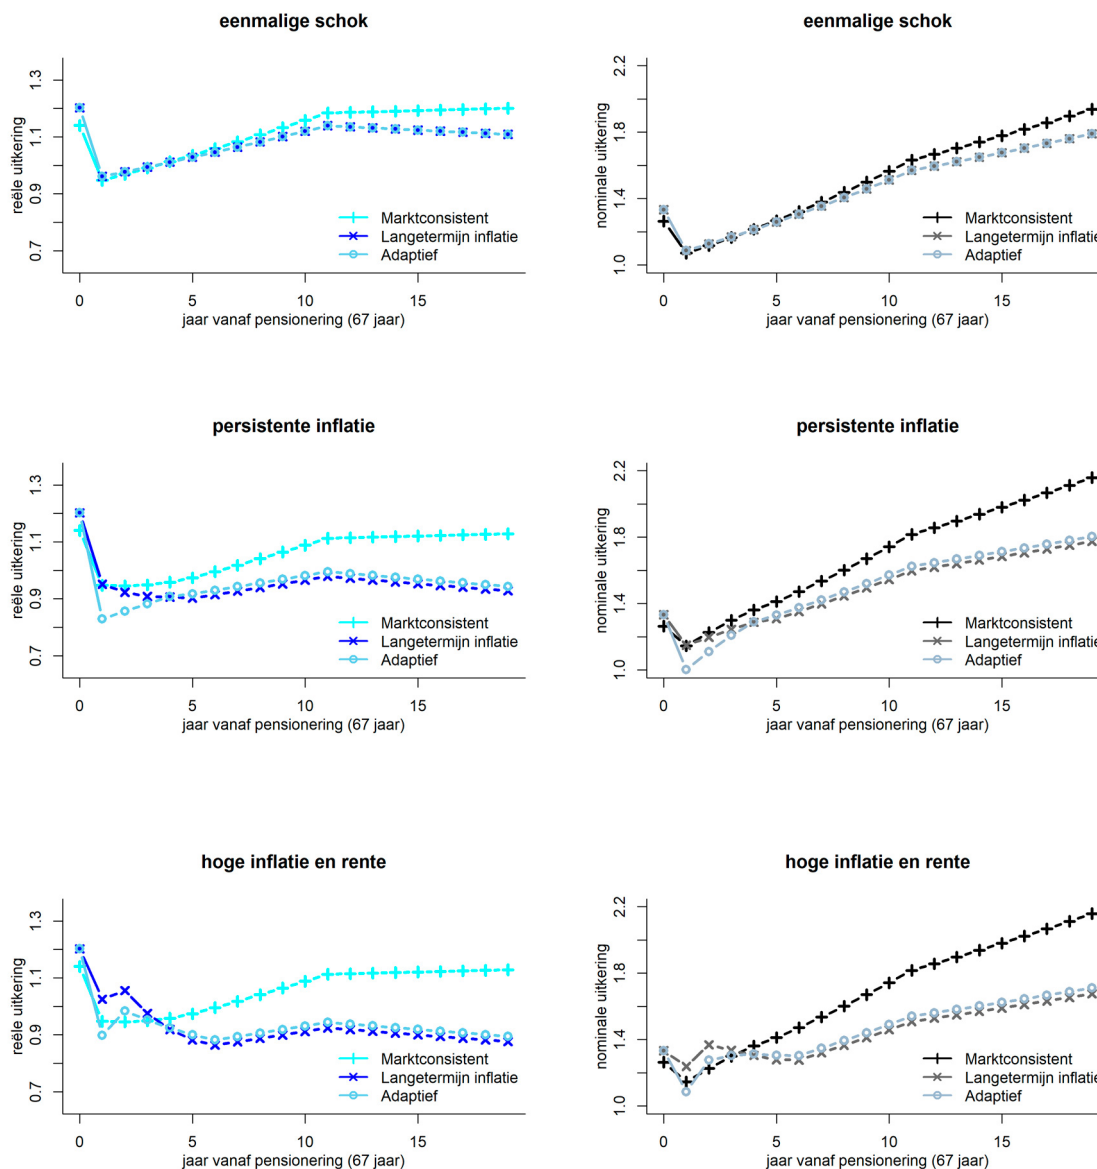 eenmalige schok
reële uitkering
1.3
1.1
0.9
0.7
Marktconsistent
Langetermijn inflatie
Adaptief
0 5 10 15
jaar vanaf pensionering (67 jaar)
eenmalige schok
nominale uitkering
2.2
1.8
1.4
1.0
Marktconsistent
Langetermijn inflatie
Adaptief
0 5 10 15
jaar vanaf pensionering (67 jaar)
persistente inflatie
reële uitkering
1.3
1.1
0.9
0.7
Marktconsistent
Langetermijn inflatie
Adaptief
0 5 10 15
jaar vanaf pensionering (67 jaar)
persistente inflatie
nominale uitkering
2.2
1.8
1.4
1.0
Marktconsistent
Langetermijn inflatie
Adaptief
0 5 10 15
jaar vanaf pensionering (67 jaar)
hoge inflatie en rente
reële uitkering
1.3
1.1
0.9
0.7
Marktconsistent
Langetermijn inflatie
Adaptief
0 5 10 15
jaar vanaf pensionering (67 jaar)
hoge inflatie en rente
nominale uitkering
2.2
1.8
1.4
1.0
Marktconsistent
Langetermijn inflatie
Adaptief
0 5 10 15
jaar vanaf pensionering (67 jaar)